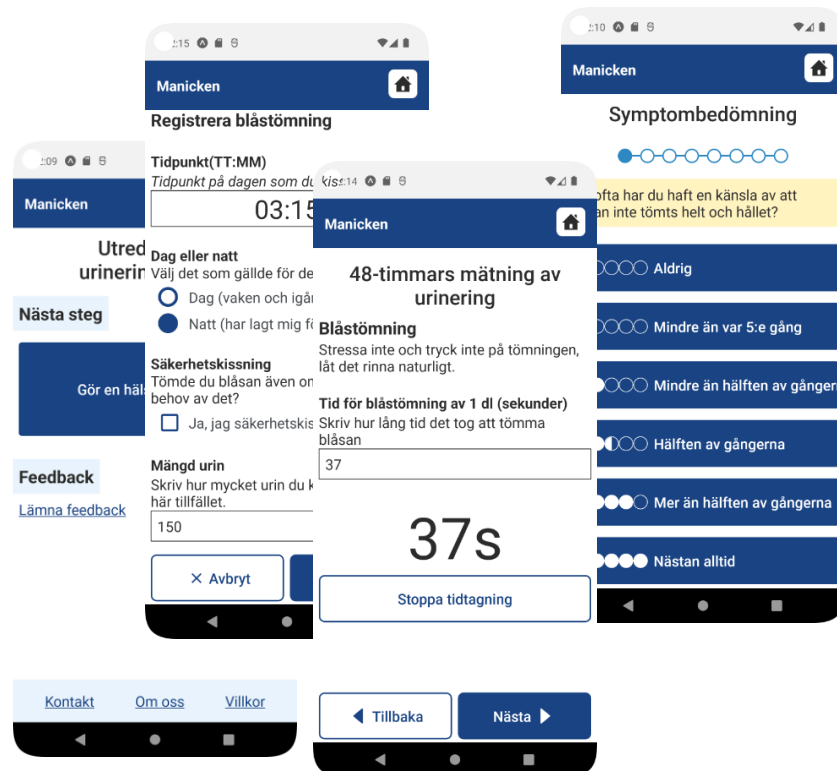 :09
Manicken
Utred
urinerin
Nästa steg
Gör en häl
Feedback
Lämna feedback
Kontakt
Om oss
Villkor
:15
Manicken
Registrera blåstömning
Tidpunkt(TT:MM)
Tidpunkt på dagen som du kiss
03:15
Dag eller natt
Välj det som gällde för de
Dag (vaken och igån
Natt (har lagt mig fö
Säkerhetskissning
Tömde du blåsan även om
behov av det?
Ja, jag säkerhetskis
Mängd urin
Skriv hur mycket urin du k
här tillfället.
150
× Avbryt
:14
Manicken
48-timmars mätning av
urinering
Blåstömning
Stressa inte och tryck inte på tömningen,
låt det rinna naturligt.
Tid för blåstömning av 1 dl (sekunder)
Skriv hur lång tid det tog att tömma
blåsan
37
37s
Stoppa tidtagning
Tillbaka
Nästa
:10
Manicken
Symptombedömning
ofta har du haft en känsla av att
an inte tömts helt och hållet?
Aldrig
Mindre än var 5:e gång
Mindre än hälften av gångern
Hälften av gångerna
Mer än hälften av gångerna
Nästan alltid